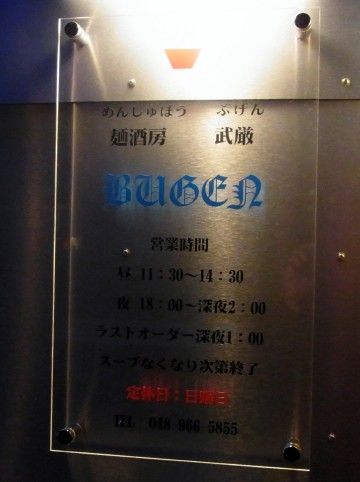 めんしゅぼう ぶげん
麺酒房 武厳
BUGEN
営業時間
昼 11:30～14:30
夜 18:00～深夜2:00
ラストオーダー深夜1:00
スープなくなり次第終了
定休日:日曜日
TEL 048 966 5855